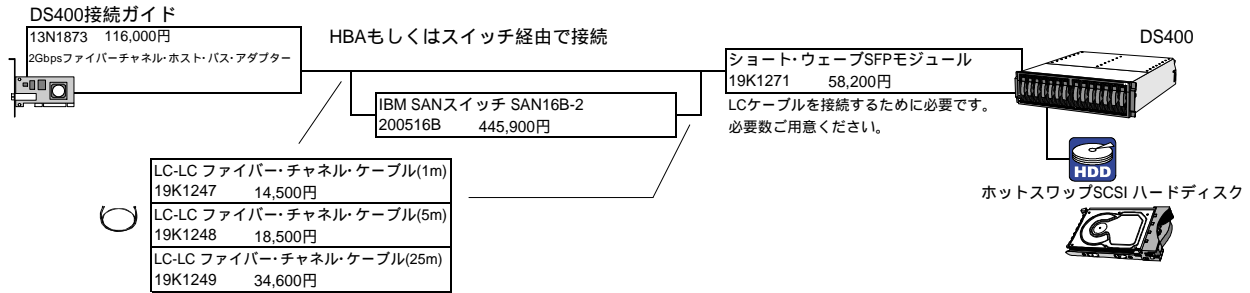 DS400接続ガイド
13N1873 116,000円
2Gbpsファイバーチャネル・ホスト・バス・アダプター
HBAもしくはスイッチ経由で接続
IBM SANスイッチ SAN16B-2
200516B 445,900円
ショート・ウェーブSFPモジュール
19K1271 58,200円
LCケーブルを接続するために必要です。
必要数ご用意ください。
DS400
HDD
ホットスワップSCSI ハードディスク
LC-LC ファイバー・チャネル・ケーブル(1m)
19K1247 14,500円
LC-LC ファイバー・チャネル・ケーブル(5m)
19K1248 18,500円
LC-LC ファイバー・チャネル・ケーブル(25m)
19K1249 34,600円